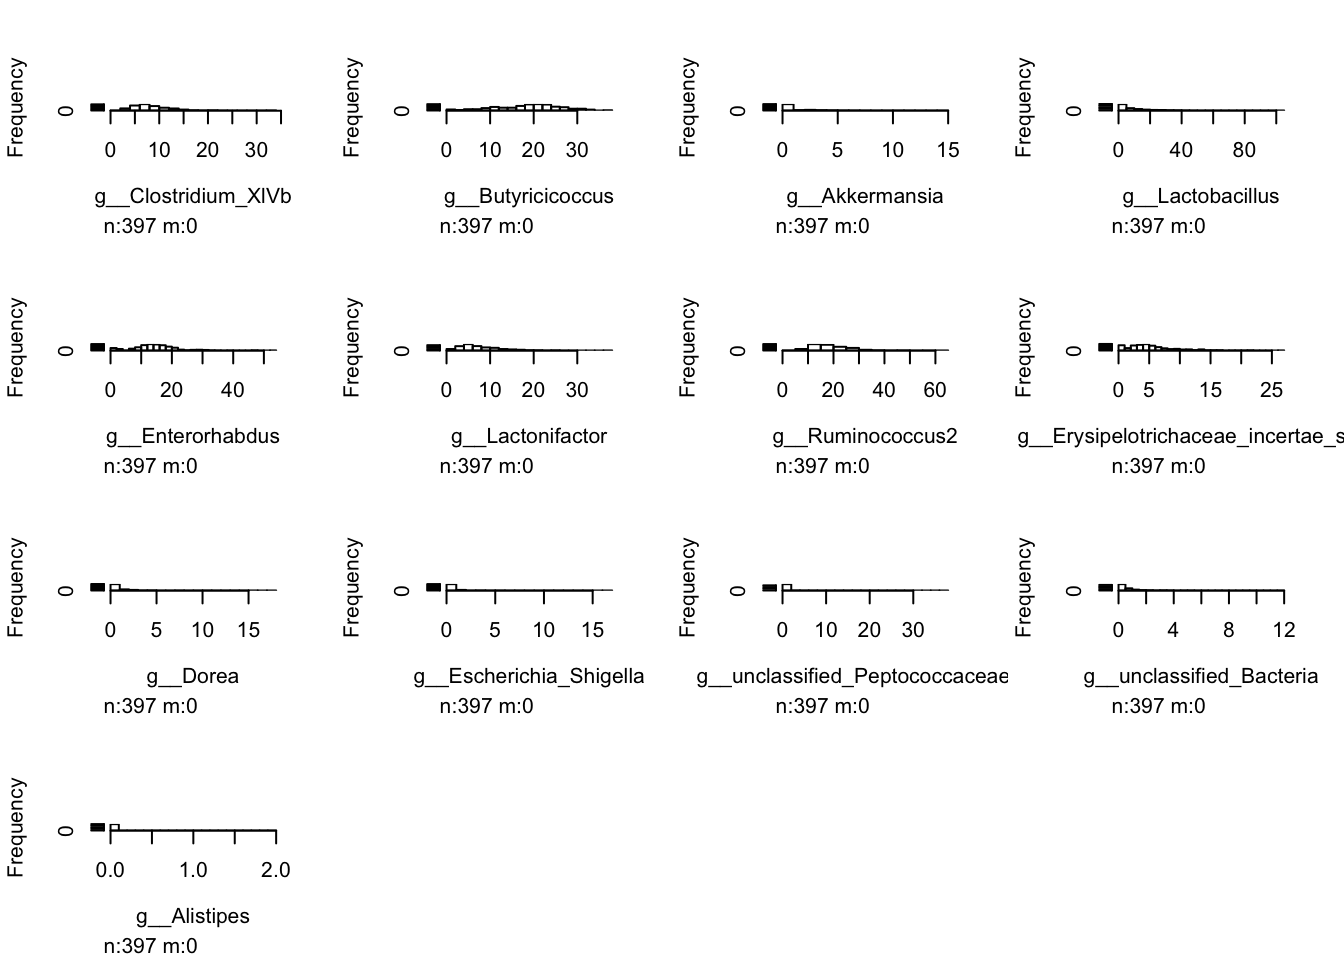 Frequency
0
0 10 20 30
g__Clostridium_XlVb
n:397 m:0
Frequency
0
0 10 20 30
g__Butyricicoccus
n:397 m:0
Frequency
0
0 5 10 15
g__Akkermansia
n:397 m:0
Frequency
0
0 40 80
g__Lactobacillus
n:397 m:0
Frequency
0
0 20 40
g__Enterorhabdus
n:397 m:0
Frequency
0
0 10 20 30
g__Lactonifactor
n:397 m:0
Frequency
0
0 20 40 60
g__Ruminococcus2
n:397 m:0
Frequency
0
0 5 15 25
g__Erysipelotrichaceae_incertae_s
n:397 m:0
Frequency
0
0 5 10 15
g__Dorea
n:397 m:0
Frequency
0
0 5 10 15
g__Escherichia_Shigella
n:397 m:0
Frequency
0
0 10 20 30
g__unclassified_Peptococcaceae
n:397 m:0
Frequency
0
0 4 8 12
g__unclassified_Bacteria
n:397 m:0
Frequency
0
0.0 1.0 2.0
g__Alistipes
n:397 m:0